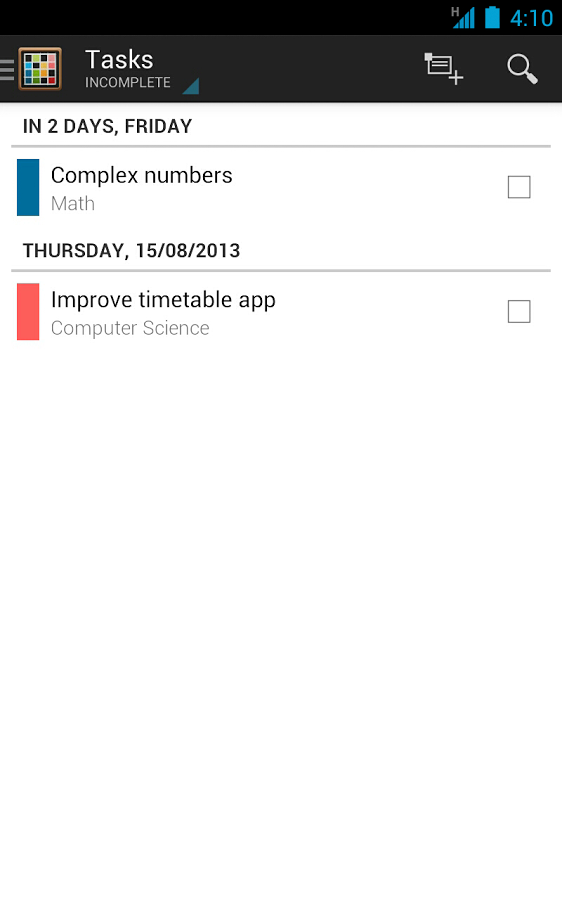 H
4:10
Tasks
INCOMPLETE
IN 2 DAYS, FRIDAY
Complex numbers
Math
THURSDAY, 15/08/2013
Improve timetable app
Computer Science